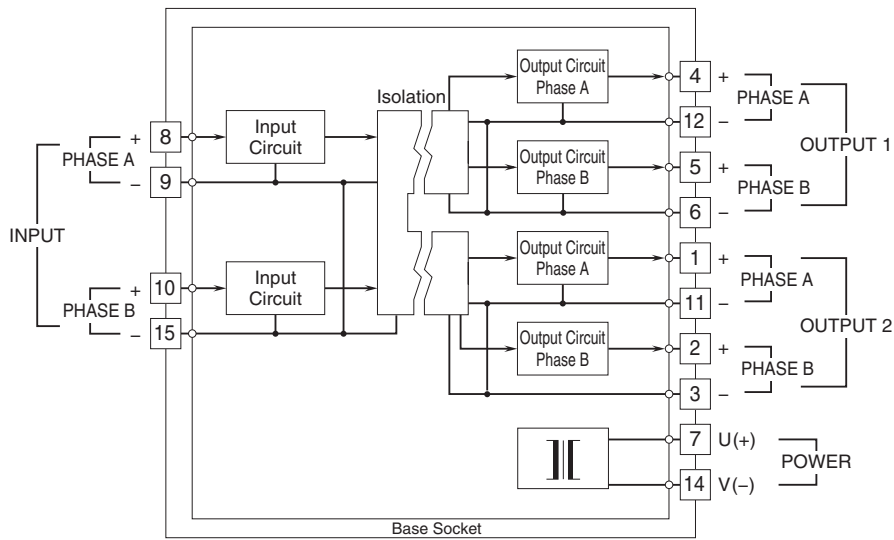 Isolation
Output Circuit
Phase A
4
+
PHASE A
12
−
OUTPUT 1
Output Circuit
Phase B
5
+
PHASE B
6
−
INPUT
PHASE A
+
8
−
9
Input
Circuit
PHASE B
+
10
−
15
Input
Circuit
Output Circuit
Phase A
1
+
PHASE A
11
−
OUTPUT 2
Output Circuit
Phase B
2
+
PHASE B
3
−
7
U(+)
POWER
14
V(−)
Base Socket